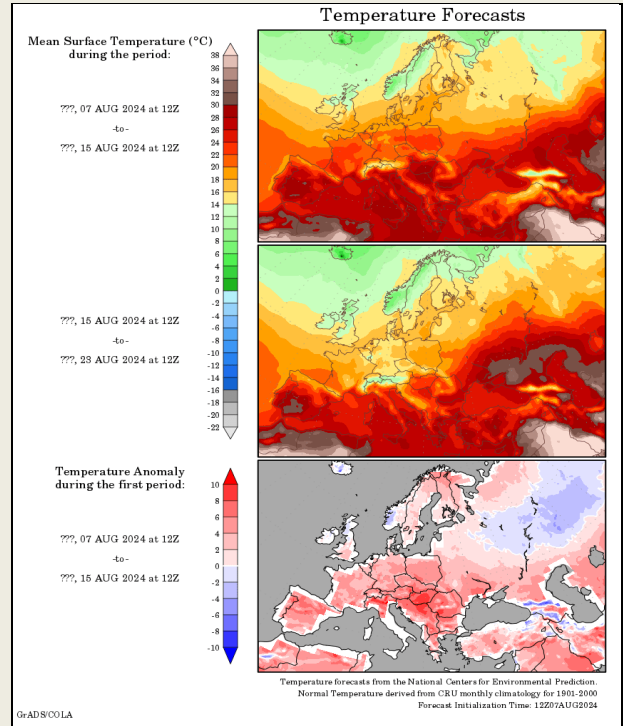 Temperature Forecasts
Mean Surface Temperature (°C)
during the period:
???, 07 AUG 2024 at 12Z
-to-
???, 15 AUG 2024 at 12Z
38
36
34
32
30
28
26
24
22
20
18
16
14
12
10
8
6
4
2
0
-2
-4
-6
-8
-10
-12
-14
-16
-18
-20
-22
???, 15 AUG 2024 at 12Z
-to-
???, 23 AUG 2024 at 12Z
Temperature Anomaly
during the first period:
???, 07 AUG 2024 at 12Z
-to-
???, 15 AUG 2024 at 12Z
10
8
6
4
2
0
-2
-4
-6
-8
-10
Temperature forecasts from the National Centers for Environmental Prediction.
Normal Temperature derived from CRU monthly climatology for 1901-2000
Forecast Initialization Time: 12Z07AUG2024
GrADS/COLA